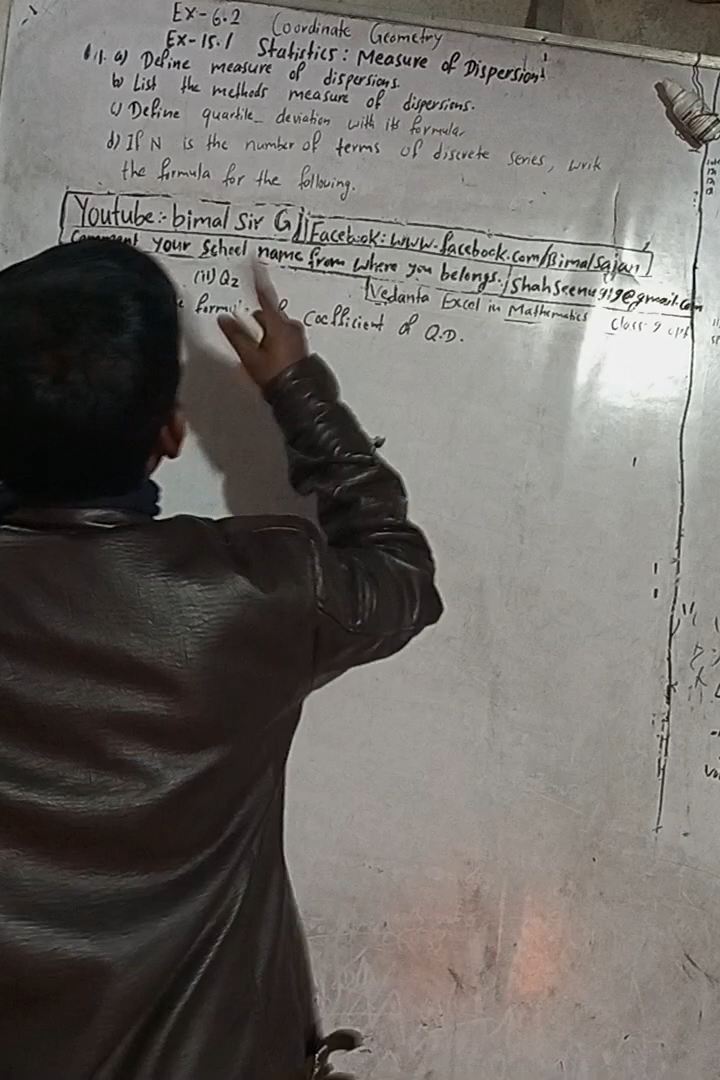 Ex-6.2 Coordinate Geometry
Ex-15.1 Statistics: Measure of Dispersion
1. a) Define measure of dispersions.
b) List the methods measure of dispersions.
c) Define quartile deviation with its formula.
d) If N is the number of terms of discrete series, write
the formula for the following.
Youtube:- bimal Sir G Facebook: www.facebook.com/Bimalsajan
Comment your School name from where you belongs. / Shahseenu919@gmail.com
(ii) Q2
Vedanta Excel in Mathematics Class 9
coefficient of Q.D.